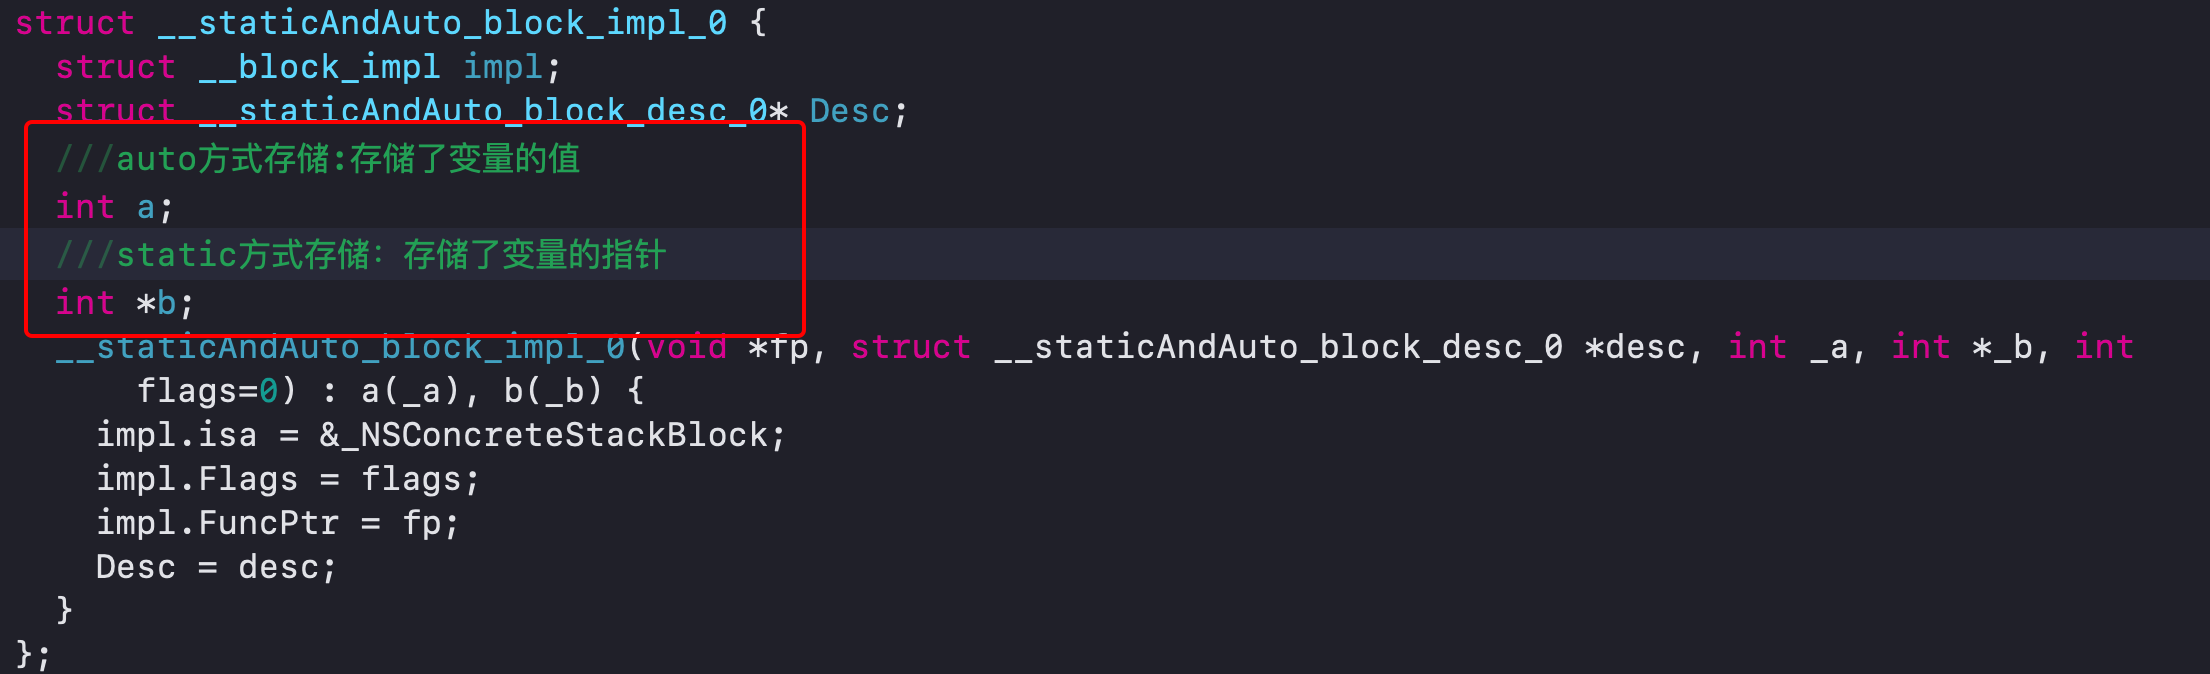 struct __staticAndAuto_block_impl_0 {
  struct __block_impl impl;
  struct __staticAndAuto_block_desc_0* Desc;
  ///auto方式存储:存储了变量的值
  int a;
  ///static方式存储：存储了变量的指针
  int *b;
  __staticAndAuto_block_impl_0(void *fp, struct __staticAndAuto_block_desc_0 *desc, int _a, int *_b, int
      flags=0) : a(_a), b(_b) {
    impl.isa = &_NSConcreteStackBlock;
    impl.Flags = flags;
    impl.FuncPtr = fp;
    Desc = desc;
  }
};